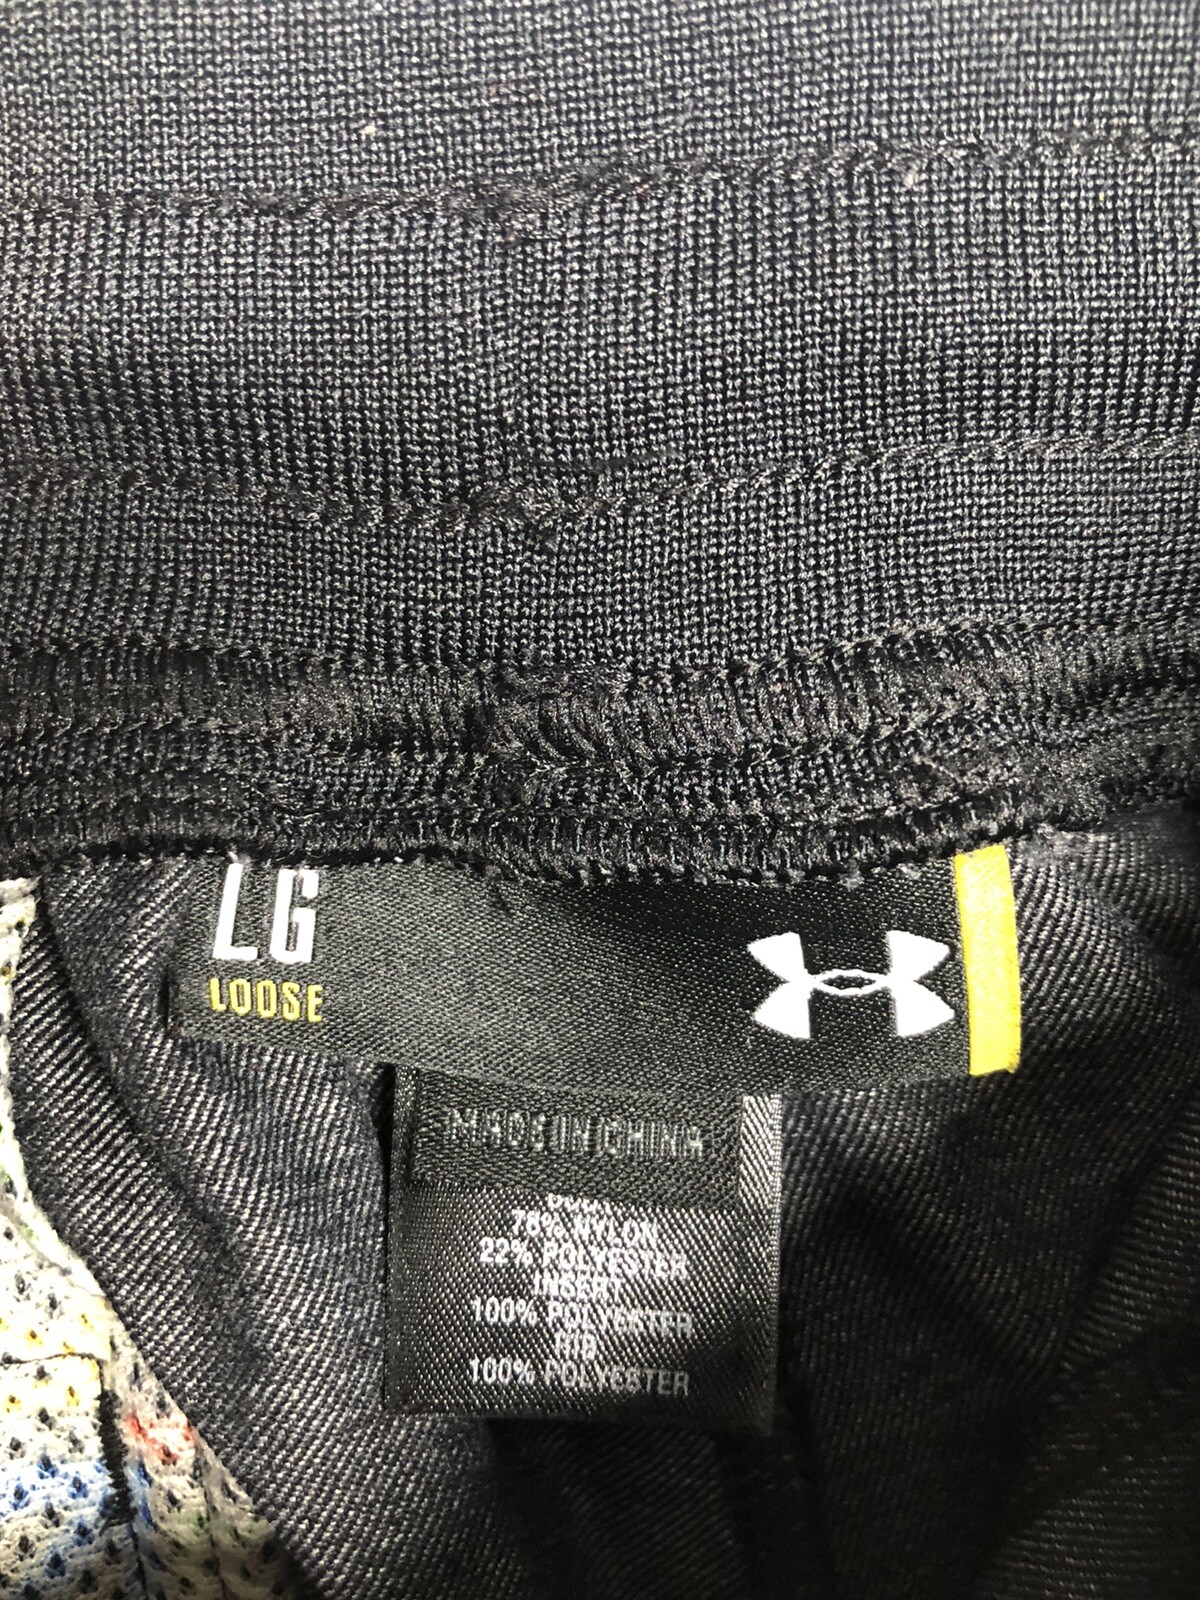 LG
LOOSE
MADE IN CHINA
78% NYLON
22% POLYESTER
INSERT
100% POLYESTER
RIB
100% POLYESTER